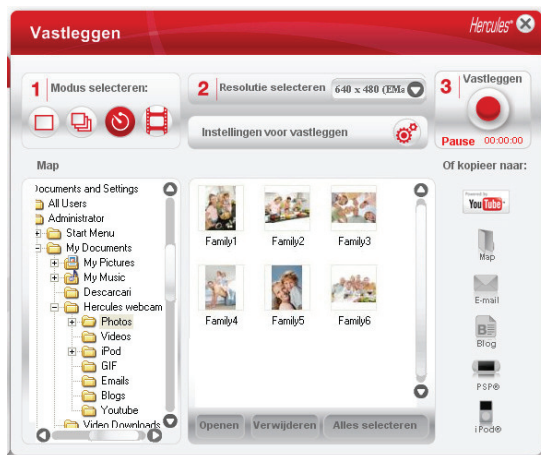 Vastleggen
Hercules®
1 Modus selecteren:
2 Resolutie selecteren 640 x 480 (EMa
Instellingen voor vastleggen
3 Vastleggen
Pause 00:00:00
Map
Documents and Settings
All Users
Administrator
Start Menu
My Documents
My Pictures
My Music
Descarcari
Hercules webcam
Photos
Videos
iPod
GIF
Emails
Blogs
Youtube
Video Downloads
Family1 Family2 Family3
Family4 Family5 Family6
Openen Verwijderen Alles selecteren
Of kopieer naar:
Powered by
YouTube
Map
E-mail
B
Blog
PSP®
iPod®